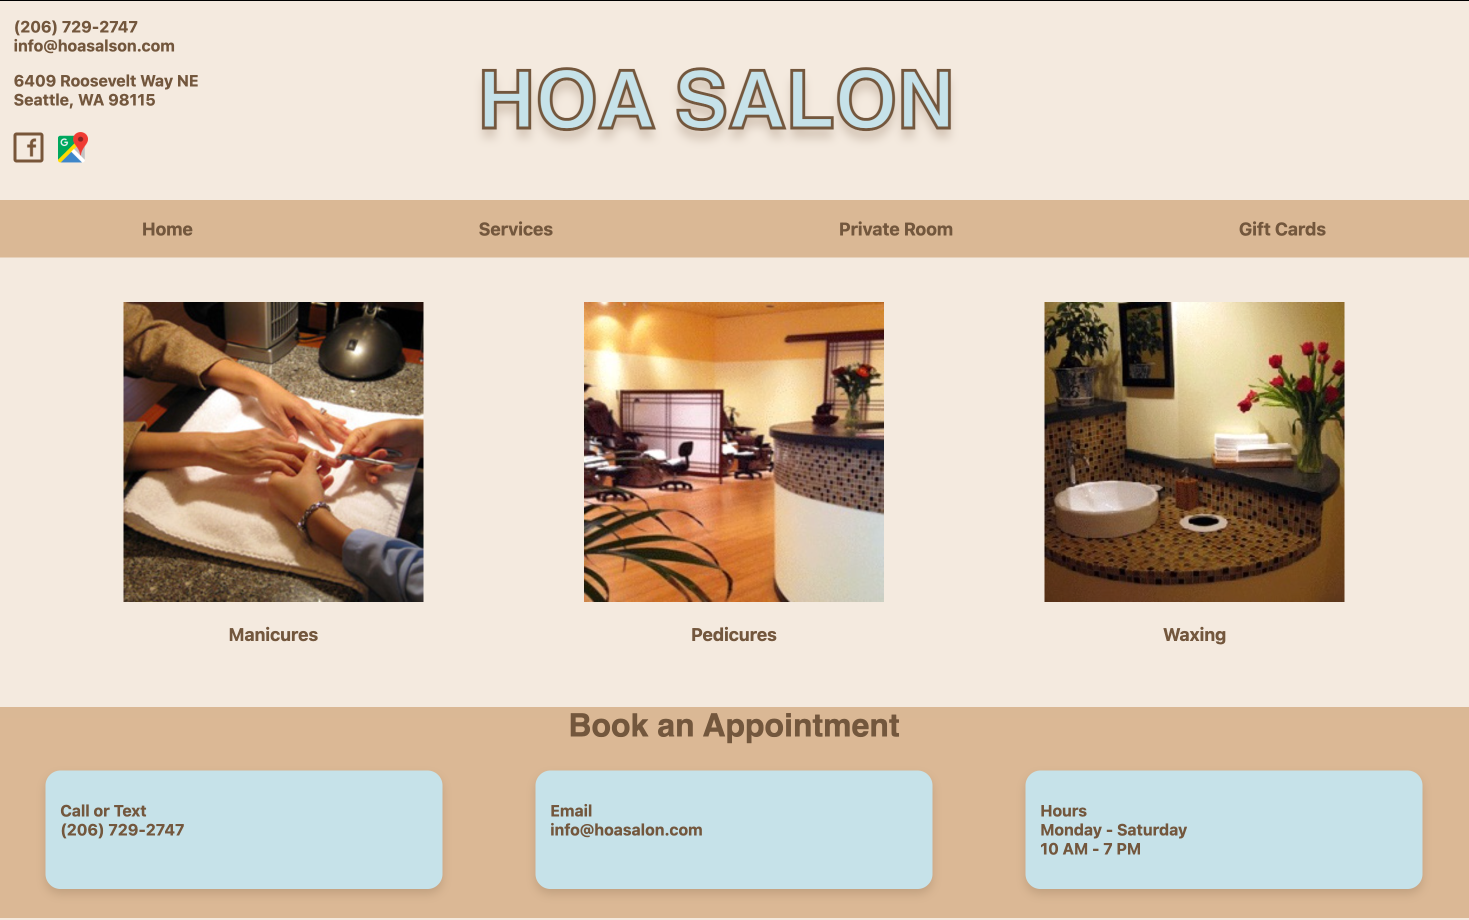 (206) 729-2747
info@hoasalson.com
6409 Roosevelt Way NE
Seattle, WA 98115
HOA SALON
Home
Services
Private Room
Gift Cards
Manicures
Pedicures
Waxing
Book an Appointment
Call or Text
(206) 729-2747
Email
info@hoasalon.com
Hours
Monday - Saturday
10 AM - 7 PM